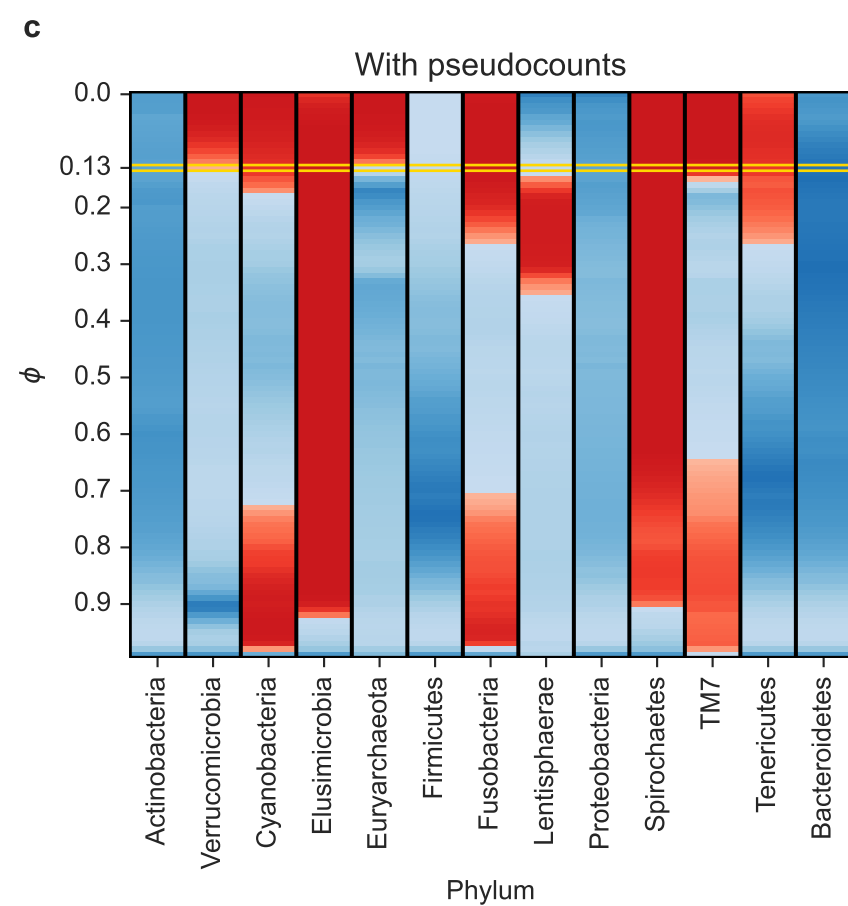 c
With pseudocounts
0.0
0.13
0.2
0.3
0.4
0.5
0.6
0.7
0.8
0.9
ϕ
Actinobacteria
Verrucomicrobia
Cyanobacteria
Elusimicrobia
Euryarchaeota
Firmicutes
Fusobacteria
Lentisphaerae
Proteobacteria
Spirochaetes
TM7
Tenericutes
Bacteroidetes
Phylum